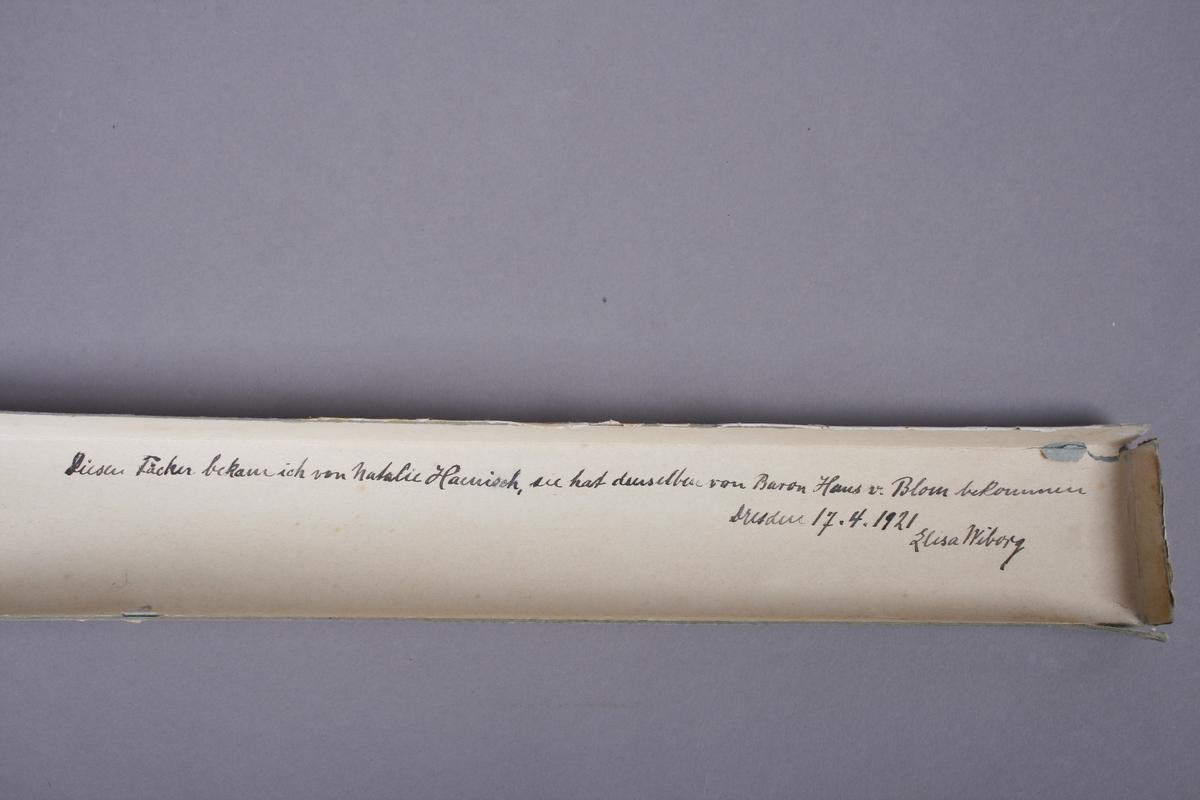 Diesen Fächer bekam ich von Natalie Haenisch, sie hat denselben von Baron Hans v. Blom bekommen
Dresden 17.4.1921
Elisa Wiborg